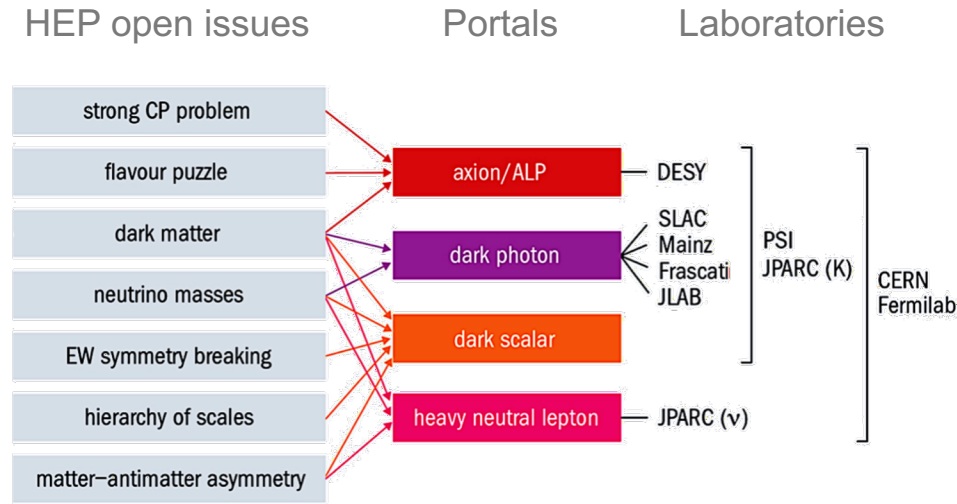 HEP open issues
Portals
Laboratories
strong CP problem
flavour puzzle
dark matter
neutrino masses
EW symmetry breaking
hierarchy of scales
matter–antimatter asymmetry
axion/ALP
dark photon
dark scalar
heavy neutral lepton
DESY
SLAC
Mainz
Frascati
JLAB
JPARC (ν)
PSI
JPARC (K)
CERN
Fermilab